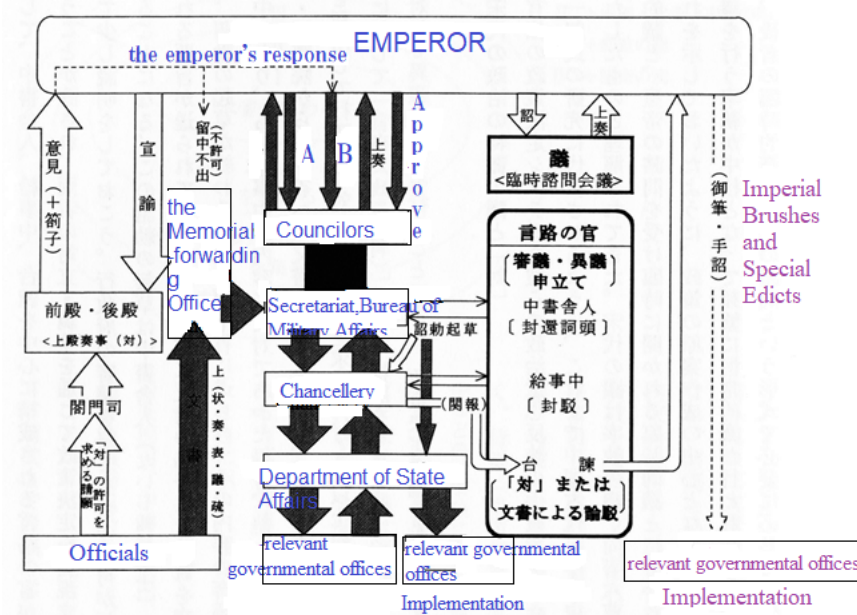 EMPEROR
the emperor's response
意見(+箚子)
宣諭
留中不出
(不許可)
A
B
上奏
Approve
詔
上奏
議
<臨時諮問会議>
(御筆・手詔)
Imperial
Brushes
and
Special
Edicts
the
Memorial
-forwardin
g
Office
Councilors
言路の官
審議・異議
申立て
中書舎人
〔封還詞頭〕
給事中
〔封駁〕
台諫
「対」または
文書による論駁
前殿・後殿
<上殿奏事(対)>
Secretariat,Bureau of
Military Affairs
詔勅起草
Chancellery
(関報)
閤門司
「対」の許可を
求める請願
文書
上(状・奏・表・議・疏)
Department of State
Affairs
Officials
relevant
governmental offices
relevant governmental
offices
relevant governmental offices
Implementation
Implementation